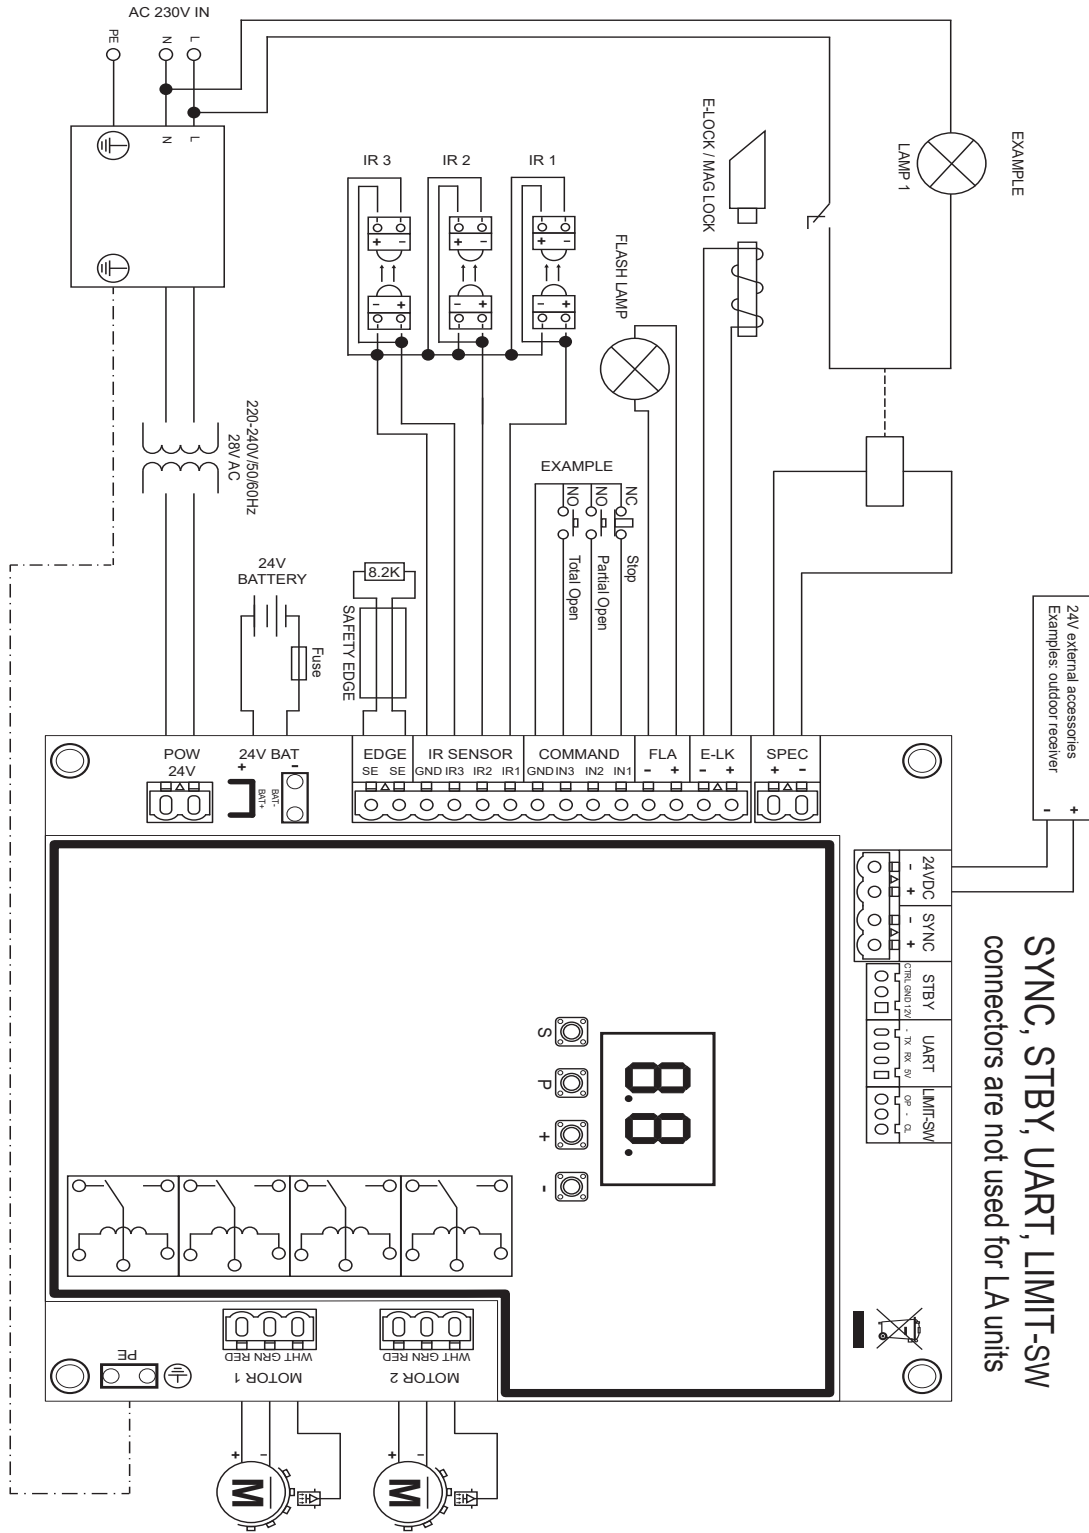 AC 230V IN
PE
N
L
N
L
EXAMPLE
LAMP 1
E-LOCK / MAG LOCK
IR 3
IR 2
IR 1
+
-
+
-
+
-
-
+
-
+
-
+
FLASH LAMP
220-240V/50/60Hz
28V AC
EXAMPLE
NO
NO
NC
Total Open
Partial Open
Stop
24V
BATTERY
Fuse
8.2K
SAFETY EDGE
24V external accessories
Examples: outdoor receiver
-
+
POW
24V
24V BAT
+
-
BAT+
BAT-
EDGE
SE
SE
IR SENSOR
GND
IR3
IR2
IR1
COMMAND
GND
IN3
IN2
IN1
FLA
-
+
E-LK
-
+
SPEC
+
-
24VDC
-
+
SYNC
-
+
STBY
CTRL GND 12V
UART
- TX RX 5V
LIMIT-SW
OP - CL
SYNC, STBY, UART, LIMIT-SW
connectors are not used for LA units
8.8.
S
P
+
-
PE
WHT GRN RED
MOTOR 1
WHT GRN RED
MOTOR 2
+
-
M
+
-
M